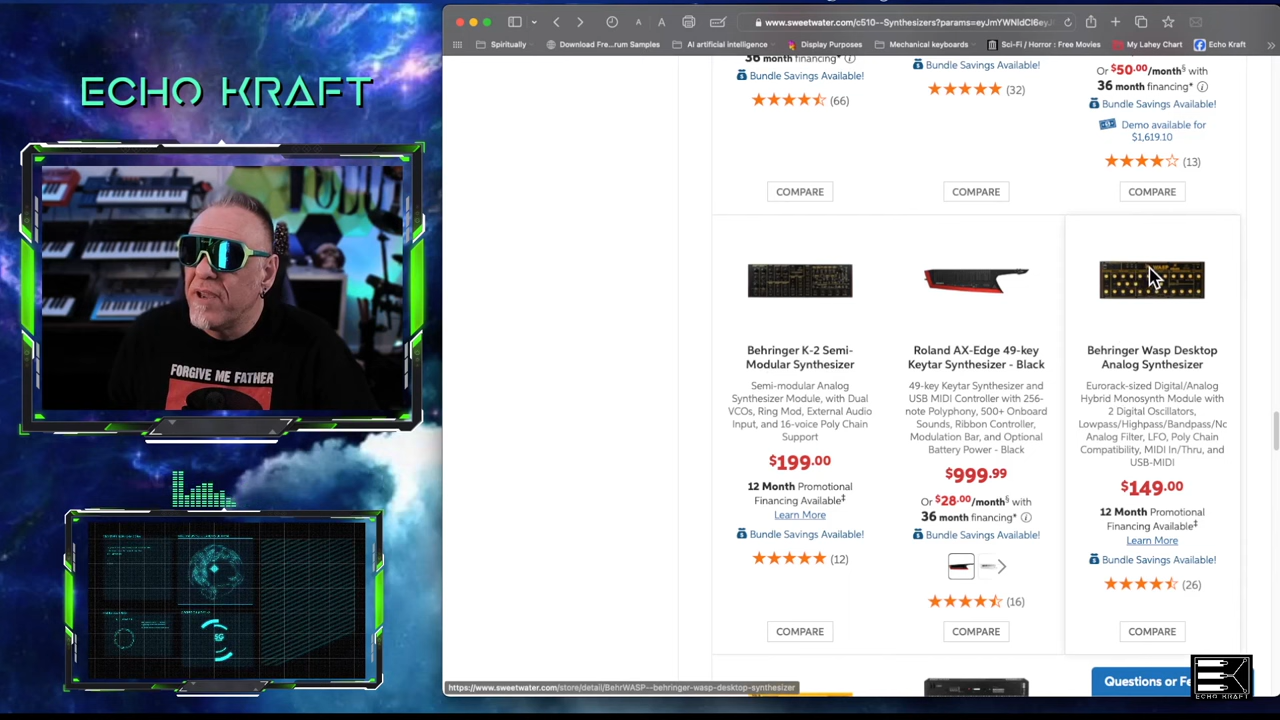 www.sweetwater.com/c510--Synthesizers?params=eyJmYWNldCI6eyJ
A A
Spiritually
Download Fre...rum Samples
AI artificial intelligence
Display Purposes
Mechanical keyboards
Sci-Fi / Horror : Free Movies
My Lahey Chart
Echo Kraft
ECHO KRAFT
FORGIVE ME FATHER
36 month financing*
Bundle Savings Available!
(66)
Bundle Savings Available!
(32)
Or $50.00/month§ with
36 month financing*
Bundle Savings Available!
Demo available for
$1,619.10
(13)
COMPARE
COMPARE
COMPARE
WASP
Behringer K-2 Semi-
Modular Synthesizer
Semi-modular Analog
Synthesizer Module, with Dual
VCOs, Ring Mod, External Audio
Input, and 16-voice Poly Chain
Support
$199.00
12 Month Promotional
Financing Available‡
Learn More
Bundle Savings Available!
(12)
COMPARE
Roland AX-Edge 49-key
Keytar Synthesizer - Black
49-key Keytar Synthesizer and
USB MIDI Controller with 256-
note Polyphony, 500+ Onboard
Sounds, Ribbon Controller,
Modulation Bar, and Optional
Battery Power - Black
$999.99
Or $28.00/month§ with
36 month financing*
Bundle Savings Available!
(16)
COMPARE
Behringer Wasp Desktop
Analog Synthesizer
Eurorack-sized Digital/Analog
Hybrid Monosynth Module with
2 Digital Oscillators,
Lowpass/Highpass/Bandpass/Nc
Analog Filter, LFO, Poly Chain
Compatibility, MIDI In/Thru, and
USB-MIDI
$149.00
12 Month Promotional
Financing Available‡
Learn More
Bundle Savings Available!
(26)
COMPARE
https://www.sweetwater.com/store/detail/BehrWASP--behringer-wasp-desktop-synthesizer
Questions or Fe
5G
ECHO KRAFT